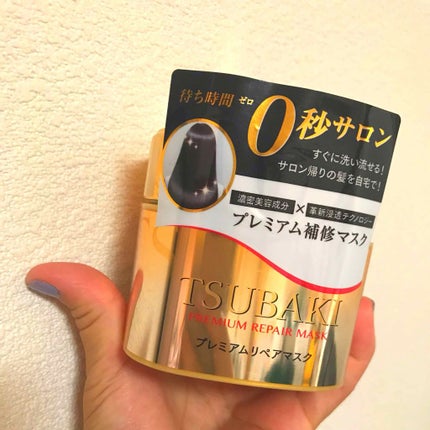 待ち時間 ゼロ
0秒サロン
すぐに洗い流せる!
サロン帰りの髪を自宅で!
濃密美容成分 × 革新浸透テクノロジー
プレミアム補修マスク
TSUBAKI
PREMIUM REPAIR MASK
プレミアムリペアマスク